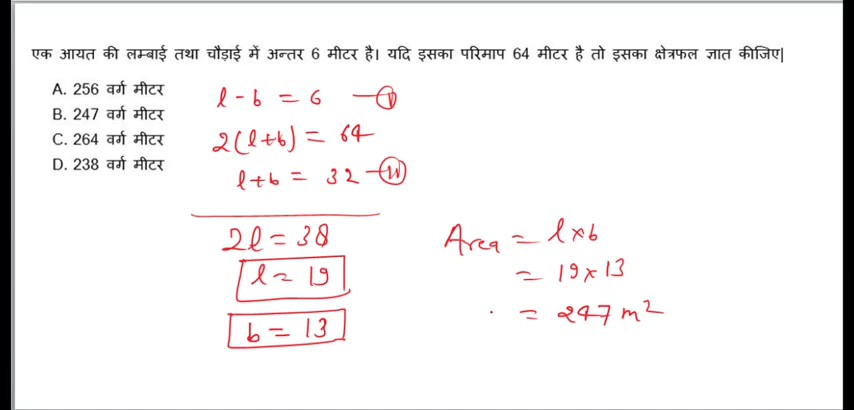 एक आयत की लम्बाई तथा चौड़ाई में अन्तर 6 मीटर है। यदि इसका परिमाप 64 मीटर है तो इसका क्षेत्रफल ज्ञात कीजिए|
A. 256 वर्ग मीटर
B. 247 वर्ग मीटर
C. 264 वर्ग मीटर
D. 238 वर्ग मीटर
l - b = 6 —(i)
2(l+b) = 64
l+b = 32 —(ii)
2l = 38
l = 19
b = 13
Area = l×b
= 19×13
= 247 m²